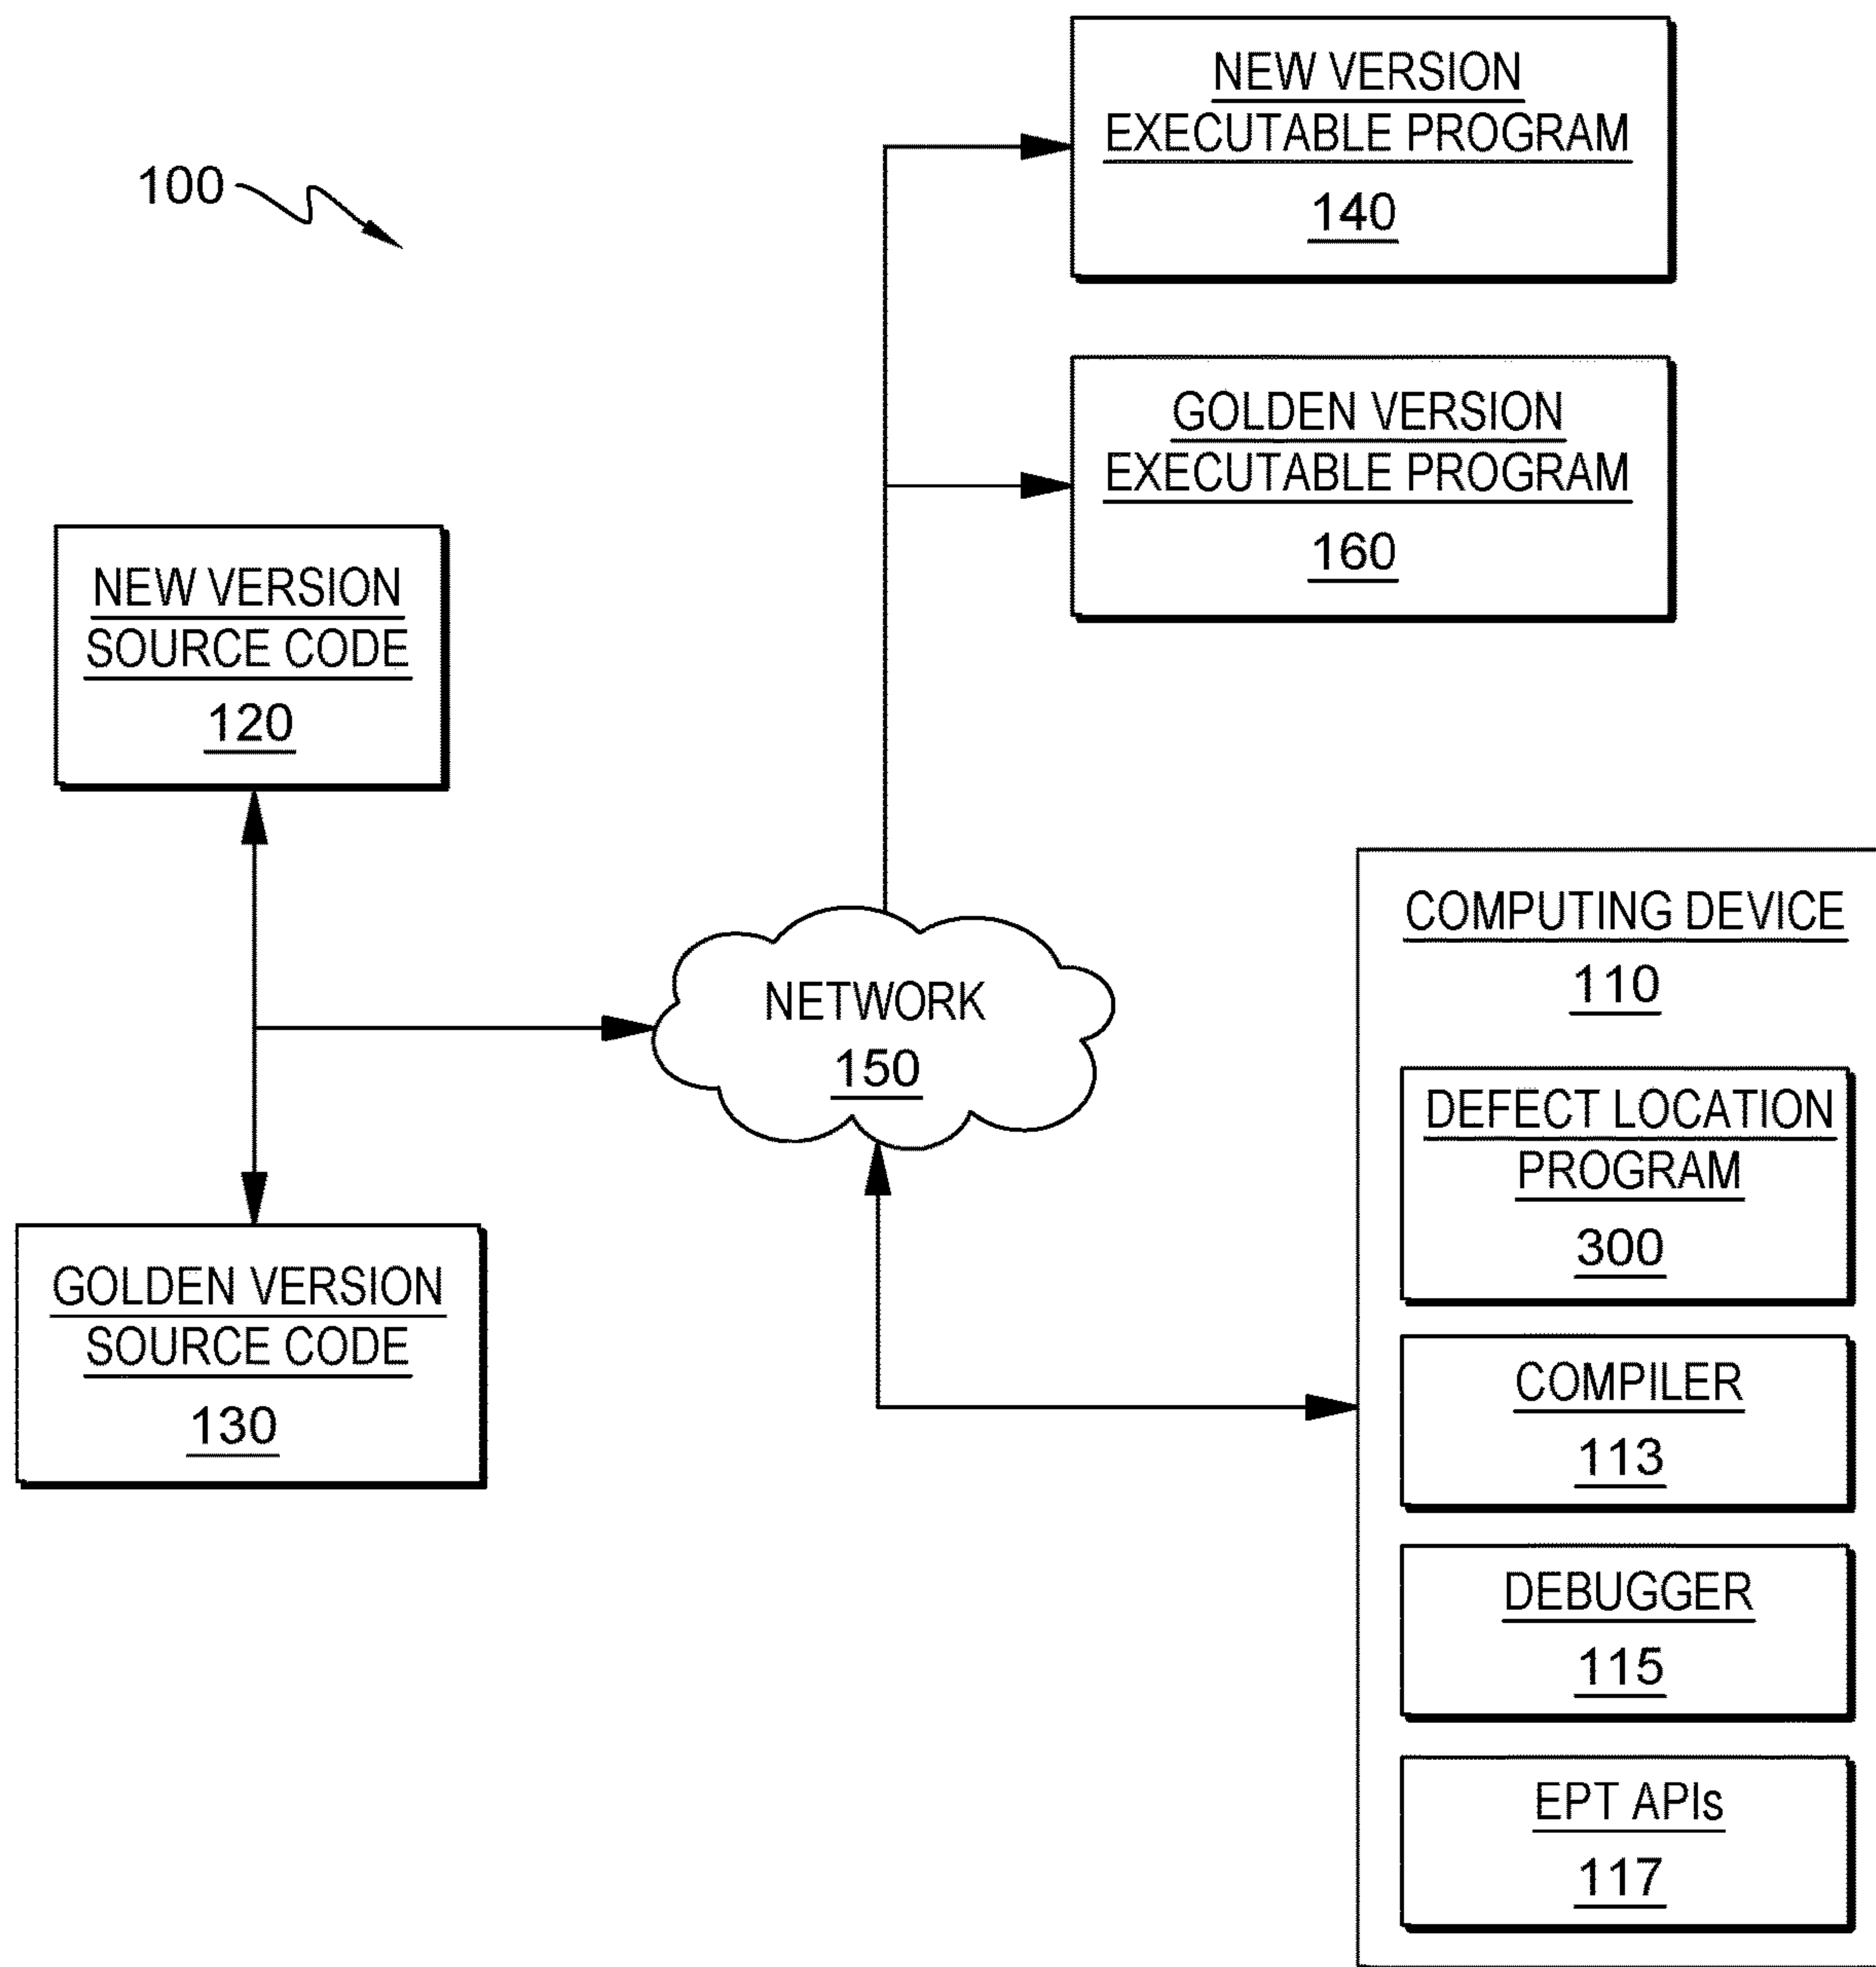 100
NEW VERSION
EXECUTABLE PROGRAM
140
GOLDEN VERSION
EXECUTABLE PROGRAM
160
NEW VERSION
SOURCE CODE
120
NETWORK
150
GOLDEN VERSION
SOURCE CODE
130
COMPUTING DEVICE
110
DEFECT LOCATION
PROGRAM
300
COMPILER
113
DEBUGGER
115
EPT APIs
117